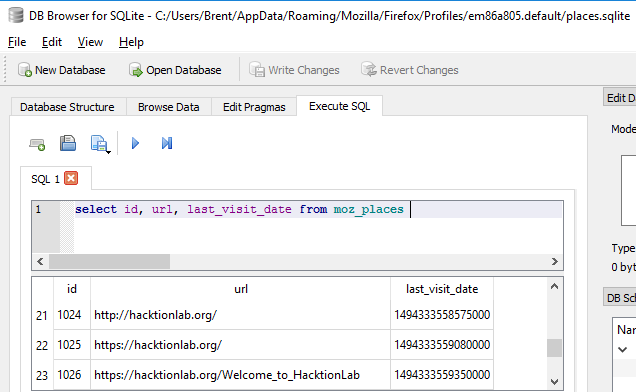 DB Browser for SQLite - C:/Users/Brent/AppData/Roaming/Mozilla/Firefox/Profiles/em86a805.default/places.sqlite
File Edit View Help
New Database Open Database Write Changes Revert Changes
Database Structure Browse Data Edit Pragmas Execute SQL
Edit D
Mode
SQL 1
1 select id, url, last_visit_date from moz_places
Type
0 byt
id url last_visit_date
DB Sch
21 1024 http://hacktionlab.org/ 1494333558575000
Nam
22 1025 https://hacktionlab.org/ 1494333559080000
23 1026 https://hacktionlab.org/Welcome_to_HacktionLab 1494333559350000